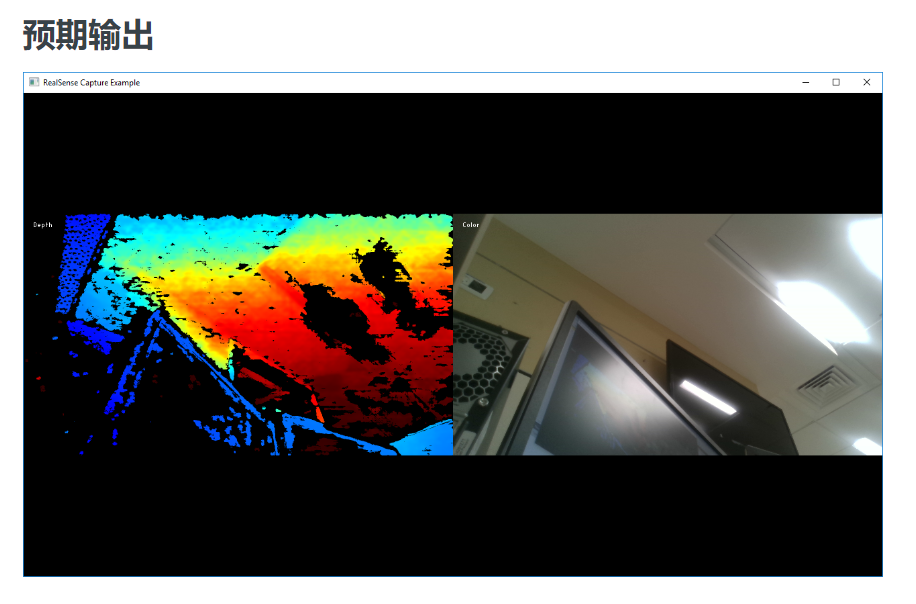 预期输出
RealSense Capture Example
Depth
Color